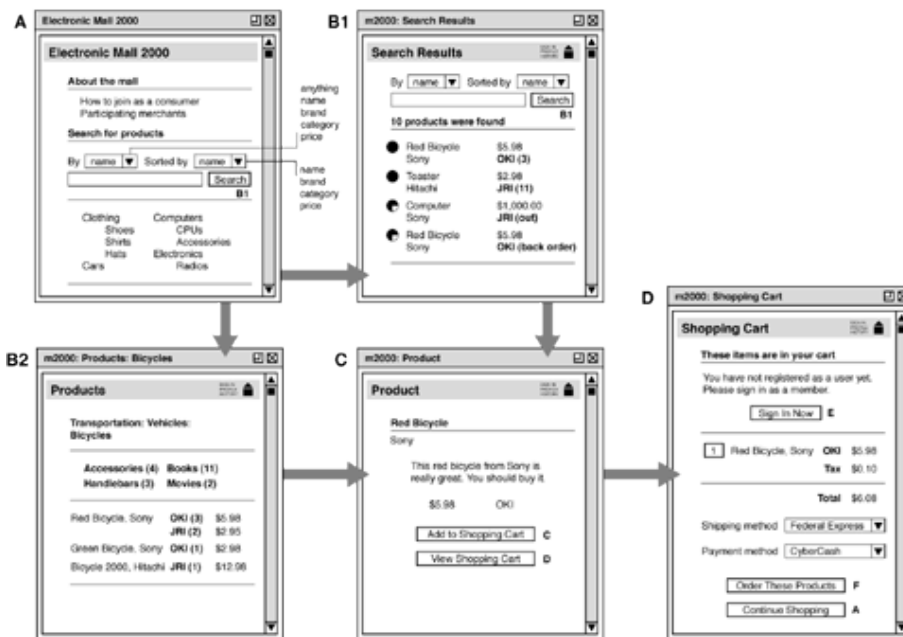 A
Electronic Mall 2000
Electronic Mall 2000
About the mall
How to join as a consumer
Participating merchants
Search for products
By name Sorted by name
Search
B1
Clothing Computers
Shoes CPUs
Shirts Accessories
Hats Electronics
Cars Radios
anything
name
brand
category
price
name
brand
category
price
B1
m2000: Search Results
Search Results
By name Sorted by name
Search
B1
10 products were found
Red Bicycle $5.98
Sony OKI (3)
Toaster $2.98
Hitachi JRI (11)
Computer $1,000.00
Sony JRI (out)
Red Bicycle $5.98
Sony OKI (back order)
B2
m2000: Products: Bicycles
Products
Transportation: Vehicles:
Bicycles
Accessories (4) Books (11)
Handlebars (3) Movies (2)
Red Bicycle, Sony OKI (3) $5.98
JRI (2) $2.95
Green Bicycle, Sony OKI (1) $2.98
Bicycle 2000, Hitachi JRI (1) $12.98
C
m2000: Product
Product
Red Bicycle
Sony
This red bicycle from Sony is
really great. You should buy it.
$5.98 OKI
Add to Shopping Cart C
View Shopping Cart D
D
m2000: Shopping Cart
Shopping Cart
These items are in your cart
You have not registered as a user yet.
Please sign in as a member.
Sign In Now E
1 Red Bicycle, Sony OKI $5.98
Tax $0.10
Total $6.08
Shipping method Federal Express
Payment method CyberCash
Order These Products F
Continue Shopping A